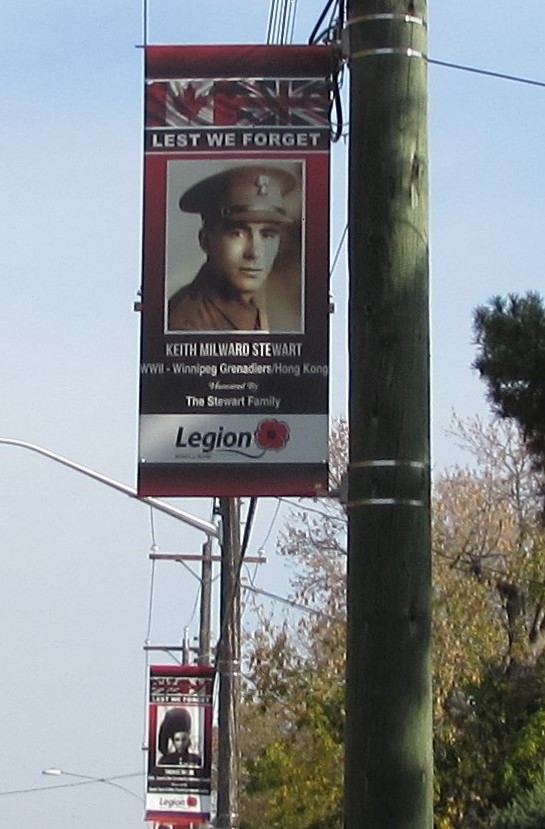 LEST WE FORGET
KEITH MILWARD STEWART
WWII - Winnipeg Grenadiers/Hong Kong
Honoured By
The Stewart Family
Legion
LEST WE FORGET
Legion